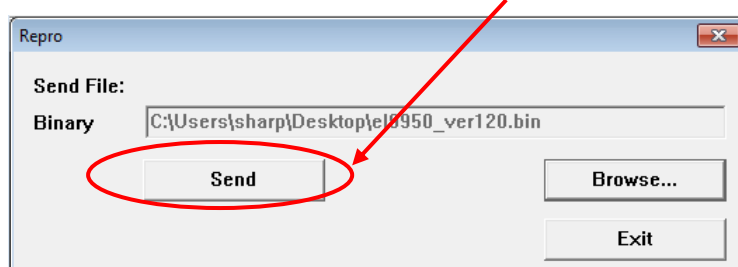 Repro
Send File:
Binary C:\Users\sharp\Desktop\el9950_ver120.bin
Send Browse...
Exit